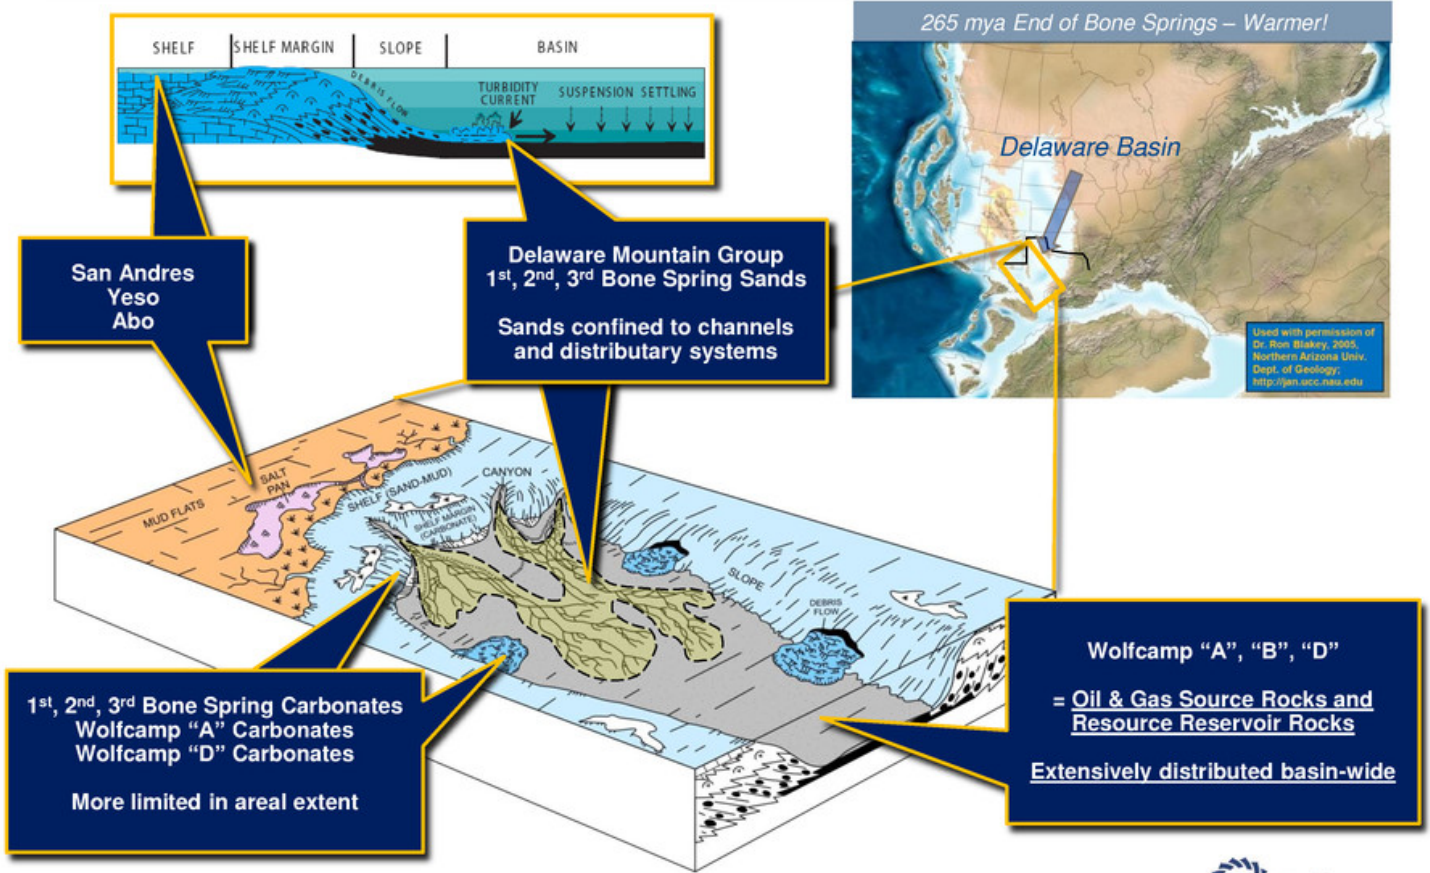 265 mya End of Bone Springs – Warmer!
SHELF
SHELF MARGIN
SLOPE
BASIN
DEBRIS FLOW
TURBIDITY
CURRENT
SUSPENSION SETTLING
Delaware Basin
San Andres
Yeso
Abo
Delaware Mountain Group
1st, 2nd, 3rd Bone Spring Sands
Sands confined to channels
and distributary systems
Used with permission of
Dr. Ron Blakey, 2005,
Northern Arizona Univ.
Dept. of Geology;
http://jan.ucc.nau.edu
MUD FLATS
SALT
PAN
SHELF (SAND-MUD)
CANYON
SHELF MARGIN
(CARBONATE)
SLOPE
DEBRIS
FLOW
1st, 2nd, 3rd Bone Spring Carbonates
Wolfcamp “A” Carbonates
Wolfcamp “D” Carbonates
More limited in areal extent
Wolfcamp “A”, “B”, “D”
= Oil & Gas Source Rocks and
Resource Reservoir Rocks
Extensively distributed basin-wide